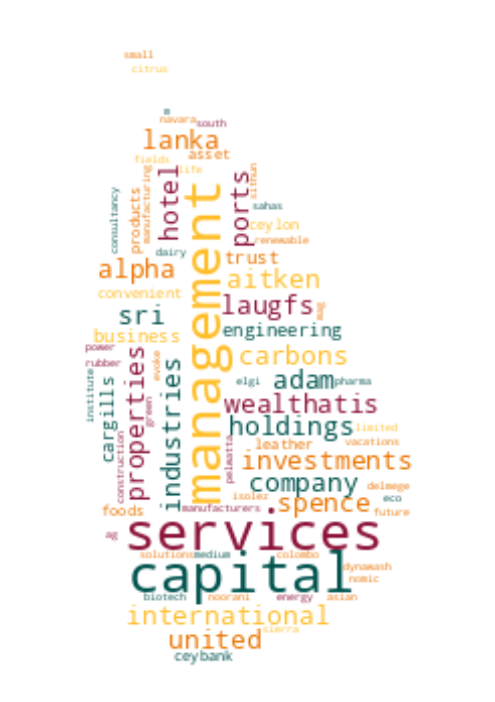 small
citrus
m
navara
south
lanka
asset
fields
life
hotel
manufacturing
products
consultancy
management
ports
sithun
sahas
ceylon
renewable
dairy
trust
alpha
aitken
convenient
laugfs
sri
engineering
business
power
carbons
rubber
evoke
properties
industries
institute
cargills
green
construction
elgi
adam
pharma
wealthatis
holdings
limited
leather
vacations
pelwatta
investments
company
delmege
isoler
.spence
eco
foods
manufacturers
future
ag
services
solutions
medium
colombo
capital
dynawash
nomic
biotech
noorani
energy
asian
international
sierra
united
ceybank